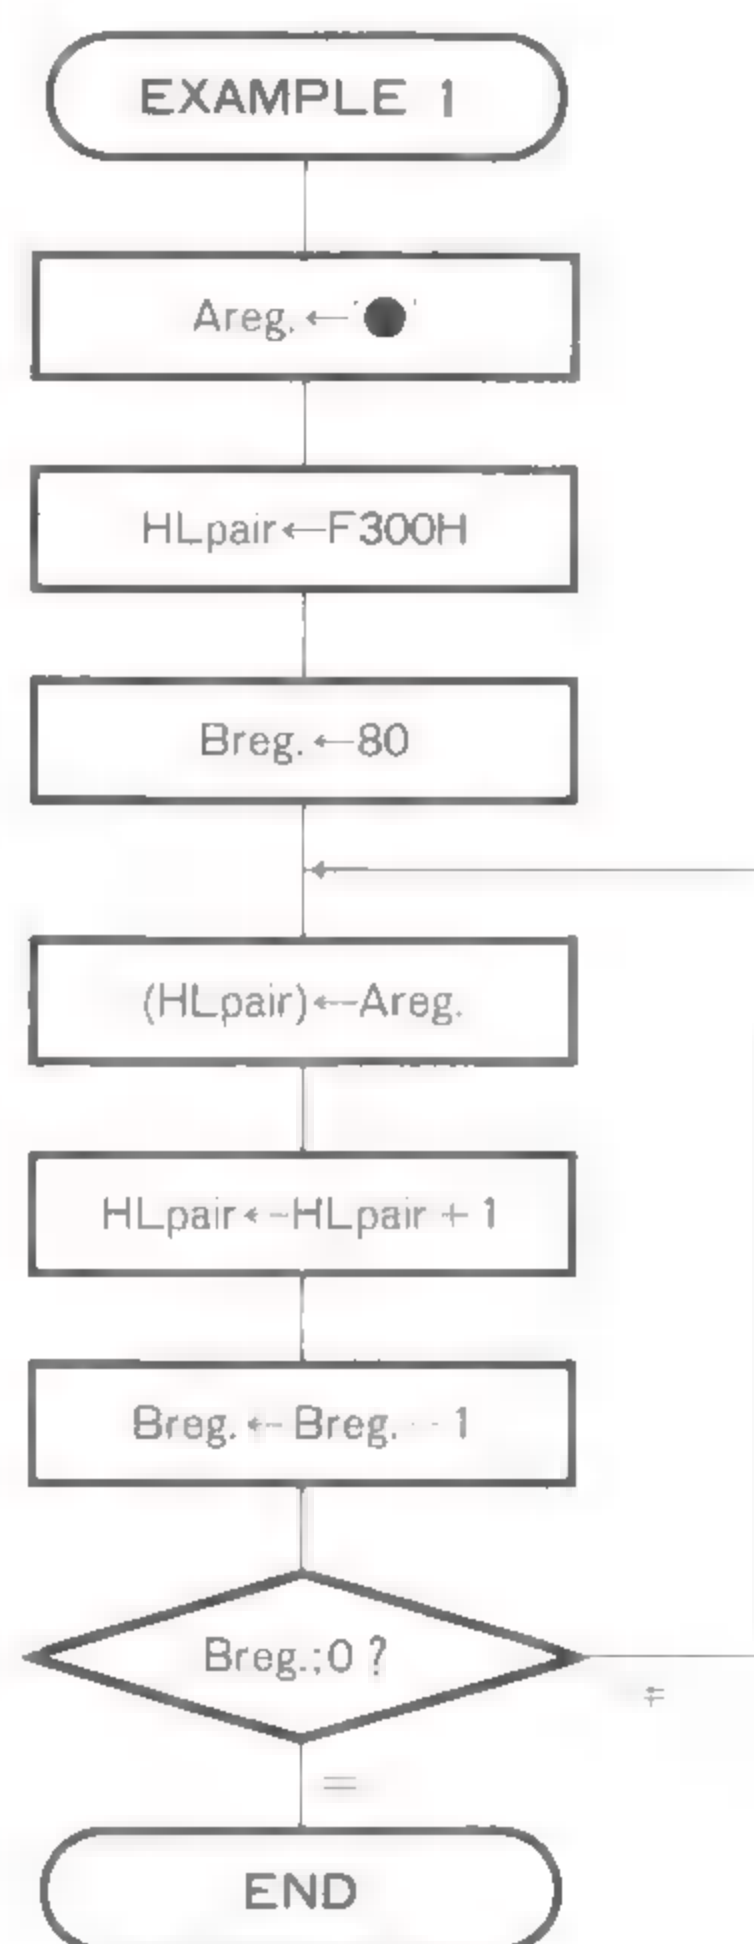 EXAMPLE 1
Areg.←'●'
HLpair←F300H
Breg.←80
(HLpair)←Areg.
HLpair←HLpair + 1
Breg.←Breg. - 1
Breg.;0?
≠
=
END